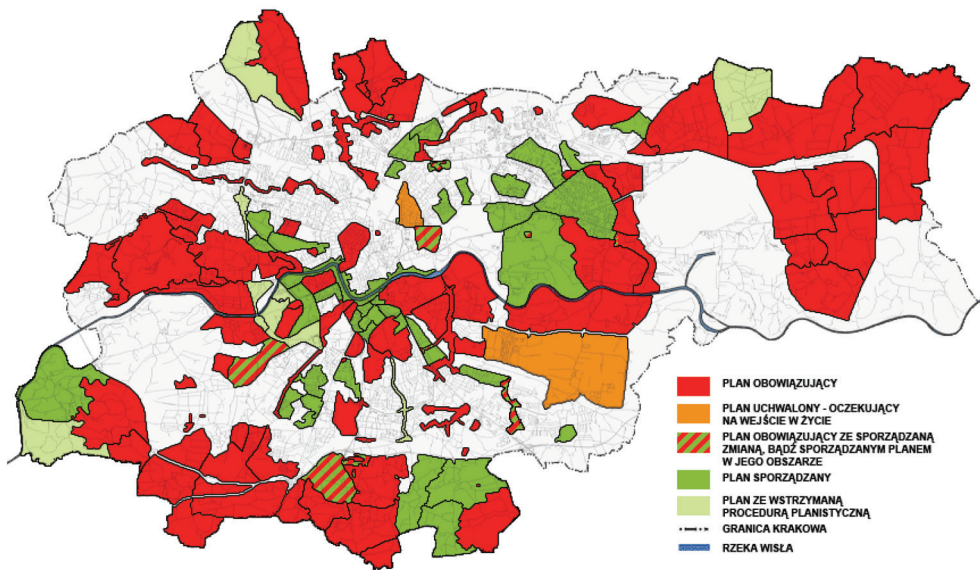 PLAN OBOWIĄZUJĄCY
PLAN UCHWALONY - OCZEKUJĄCY
NA WEJŚCIE W ŻYCIE
PLAN OBOWIĄZUJĄCY ZE SPORZĄDZANĄ
ZMIANĄ, BĄDŹ SPORZĄDZANYM PLANEM
W JEGO OBSZARZE
PLAN SPORZĄDZANY
PLAN ZE WSTRZYMANĄ
PROCEDURĄ PLANISTYCZNĄ
GRANICA KRAKOWA
RZEKA WISŁA